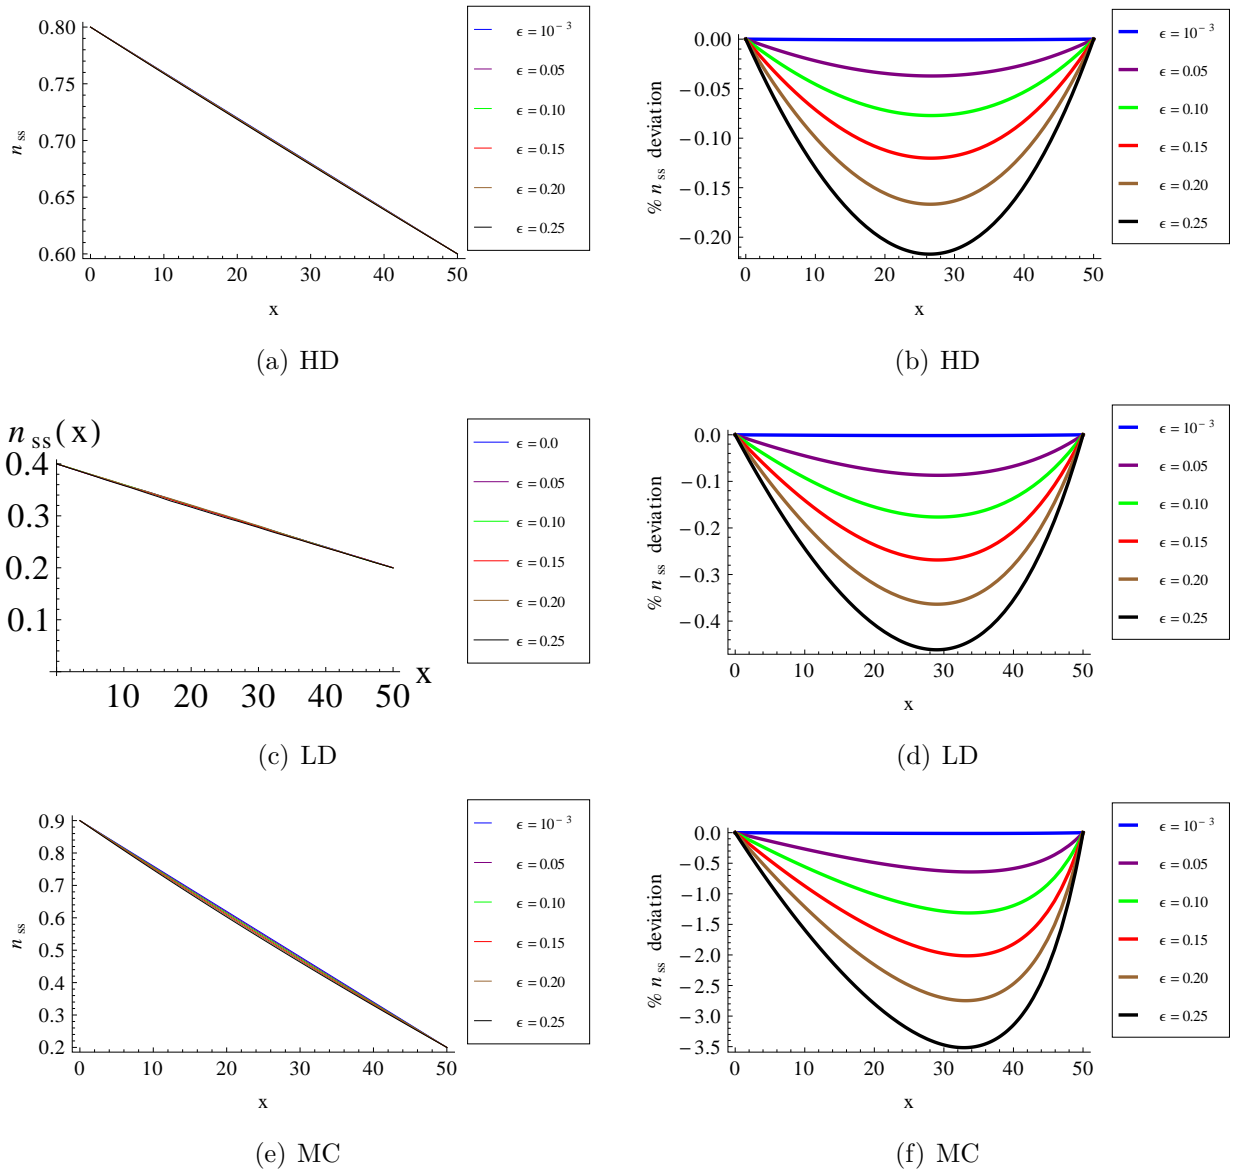 0.80
0.75
0.70
0.65
0.60
n ss
0 10 20 30 40 50
x
ϵ = 10⁻³
ϵ = 0.05
ϵ = 0.10
ϵ = 0.15
ϵ = 0.20
ϵ = 0.25
(a) HD
0.00
−0.05
−0.10
−0.15
−0.20
% n ss deviation
0 10 20 30 40 50
x
ϵ = 10⁻³
ϵ = 0.05
ϵ = 0.10
ϵ = 0.15
ϵ = 0.20
ϵ = 0.25
(b) HD
n ss(x)
0.4
0.3
0.2
0.1
10 20 30 40 50
x
ϵ = 0.0
ϵ = 0.05
ϵ = 0.10
ϵ = 0.15
ϵ = 0.20
ϵ = 0.25
(c) LD
0.0
−0.1
−0.2
−0.3
−0.4
% n ss deviation
0 10 20 30 40 50
x
ϵ = 10⁻³
ϵ = 0.05
ϵ = 0.10
ϵ = 0.15
ϵ = 0.20
ϵ = 0.25
(d) LD
0.9
0.8
0.7
0.6
0.5
0.4
0.3
0.2
n ss
0 10 20 30 40 50
x
ϵ = 10⁻³
ϵ = 0.05
ϵ = 0.10
ϵ = 0.15
ϵ = 0.20
ϵ = 0.25
(e) MC
0.0
−0.5
−1.0
−1.5
−2.0
−2.5
−3.0
−3.5
% n ss deviation
0 10 20 30 40 50
x
ϵ = 10⁻³
ϵ = 0.05
ϵ = 0.10
ϵ = 0.15
ϵ = 0.20
ϵ = 0.25
(f) MC